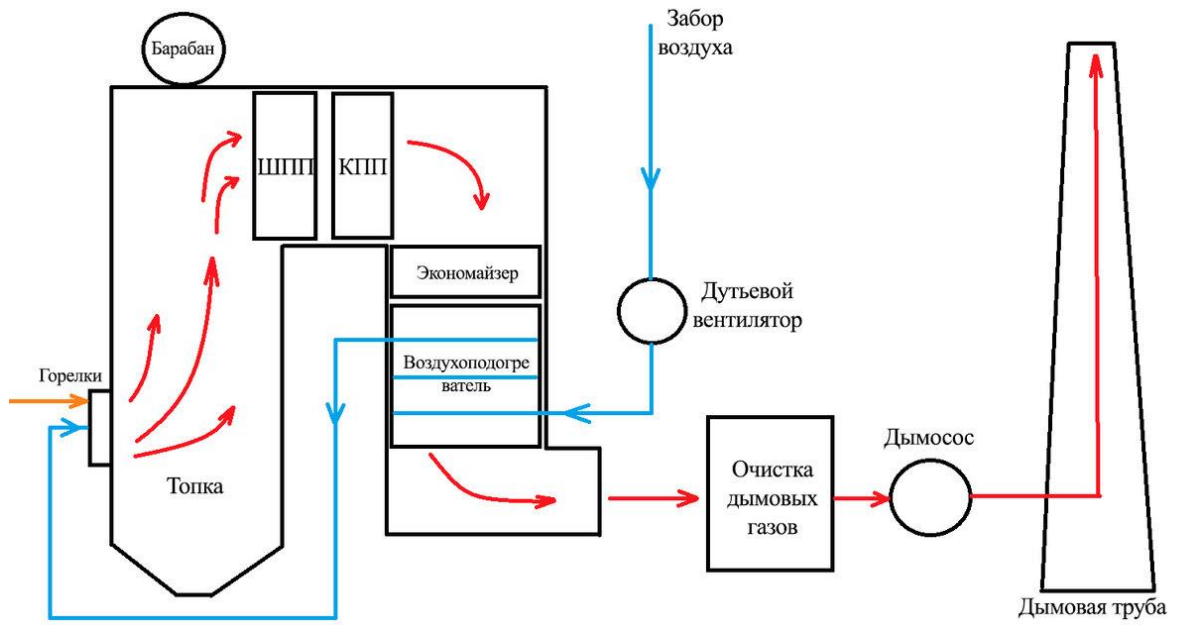 Барабан
Забор
воздуха
ШПП
КПП
Экономайзер
Дутьевой
вентилятор
Горелки
Воздухоподогре
ватель
Топка
Очистка
дымовых
газов
Дымосос
Дымовая труба